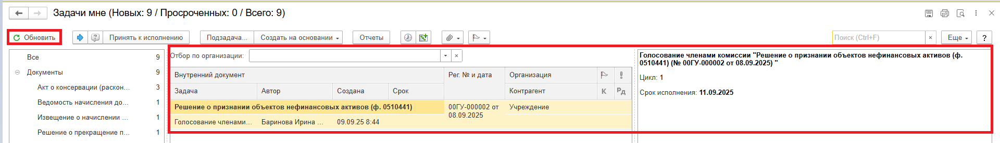 Задачи мне (Новых: 9 / Просроченных: 0 / Всего: 9)
Обновить
Принять к исполнению
Подзадача...
Создать на основании
Отчеты
Поиск (Ctrl+F)
×
Еще
?
Все 9
Документы 9
Акт о консервации (раскон... 3
Ведомость начисления до... 1
Извещение о начислении ... 1
Решение о прекращение п... 1
Отбор по организации:
×
Внутренний документ Рег. № и дата Организация
Задача Автор Создана Срок Контрагент К РД
Решение о признании объектов нефинансовых активов (ф. 0510441)
00ГУ-000002 от
08.09.2025
Учреждение
Голосование членами... Баринова Ирина ... 09.09.25 8:44
Голосование членами комиссии "Решение о признании объектов нефинансовых активов (ф.
0510441) (№ 00ГУ-000002 от 08.09.2025) "
Цикл: 1
Срок исполнения: 11.09.2025